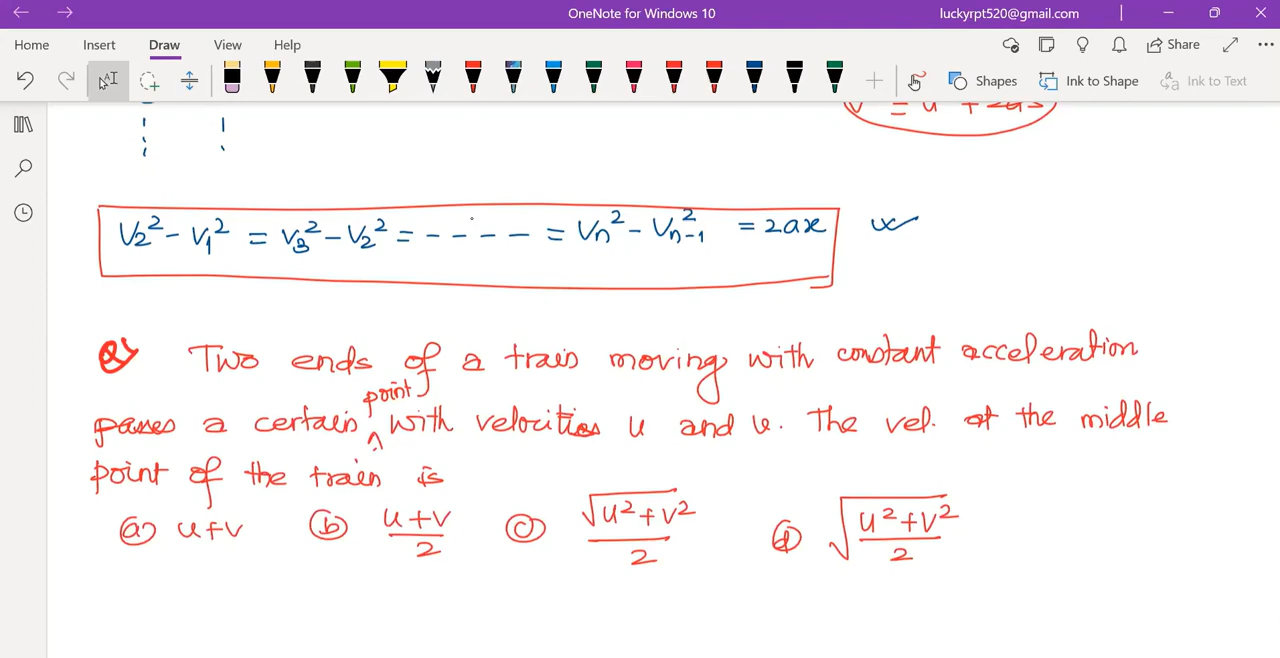 OneNote for Windows 10
luckyrpt520@gmail.com
Home Insert Draw View Help
Share
Shapes Ink to Shape Ink to Text
V₂² - V₁² = V₃² - V₂² = - - - - = Vₙ² - Vₙ₋₁² = 2ax
Q) Two ends of a train moving with constant acceleration
passes a certain point with velocities u and v. The vel. at the middle
point of the train is
(a) u+v (b) (u+v)/2 (c) √(u²+v²)/2 (d) √((u²+v²)/2)